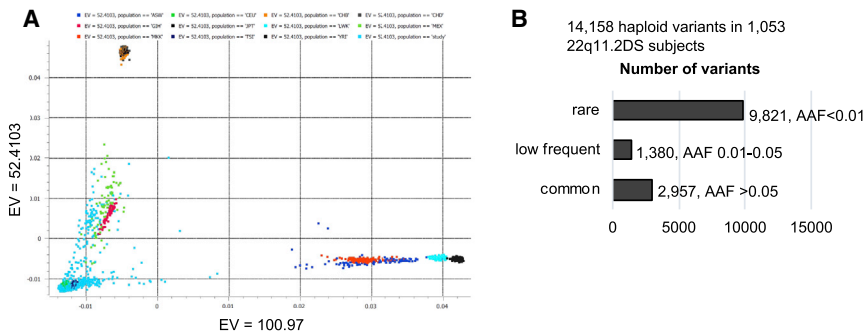 A
EV = 52.4103, population == 'ASW' EV = 52.4103, population == 'CEU' EV = 52.4103, population == 'CHB' EV = 52.4103, population == 'CHD'
EV = 52.4103, population == 'GIH' EV = 52.4103, population == 'JPT' EV = 52.4103, population == 'LWK' EV = 52.4103, population == 'MEX'
EV = 52.4103, population == 'MKK' EV = 52.4103, population == 'TSI' EV = 52.4103, population == 'YRI' EV = 52.4103, population == 'study'
EV = 52.4103
0.04
0.03
0.02
0.01
0
-0.01
-0.01 0 0.01 0.02 0.03 0.04
EV = 100.97
B
14,158 haploid variants in 1,053
22q11.2DS subjects
Number of variants
rare 9,821, AAF<0.01
low frequent 1,380, AAF 0.01-0.05
common 2,957, AAF >0.05
0 5000 10000 15000